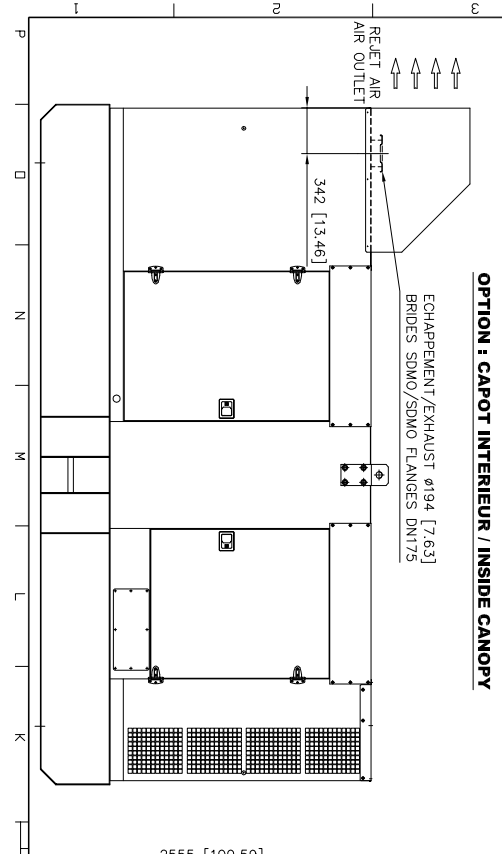 OPTION : CAPOT INTERIEUR / INSIDE CANOPY
REJET AIR
AIR OUTLET
342 [13.46]
ECHAPPEMENT/EXHAUST ø194 [7.63]
BRIDES SDMO/SDMO FLANGES DN175
P
O
N
M
L
K
1
2
3